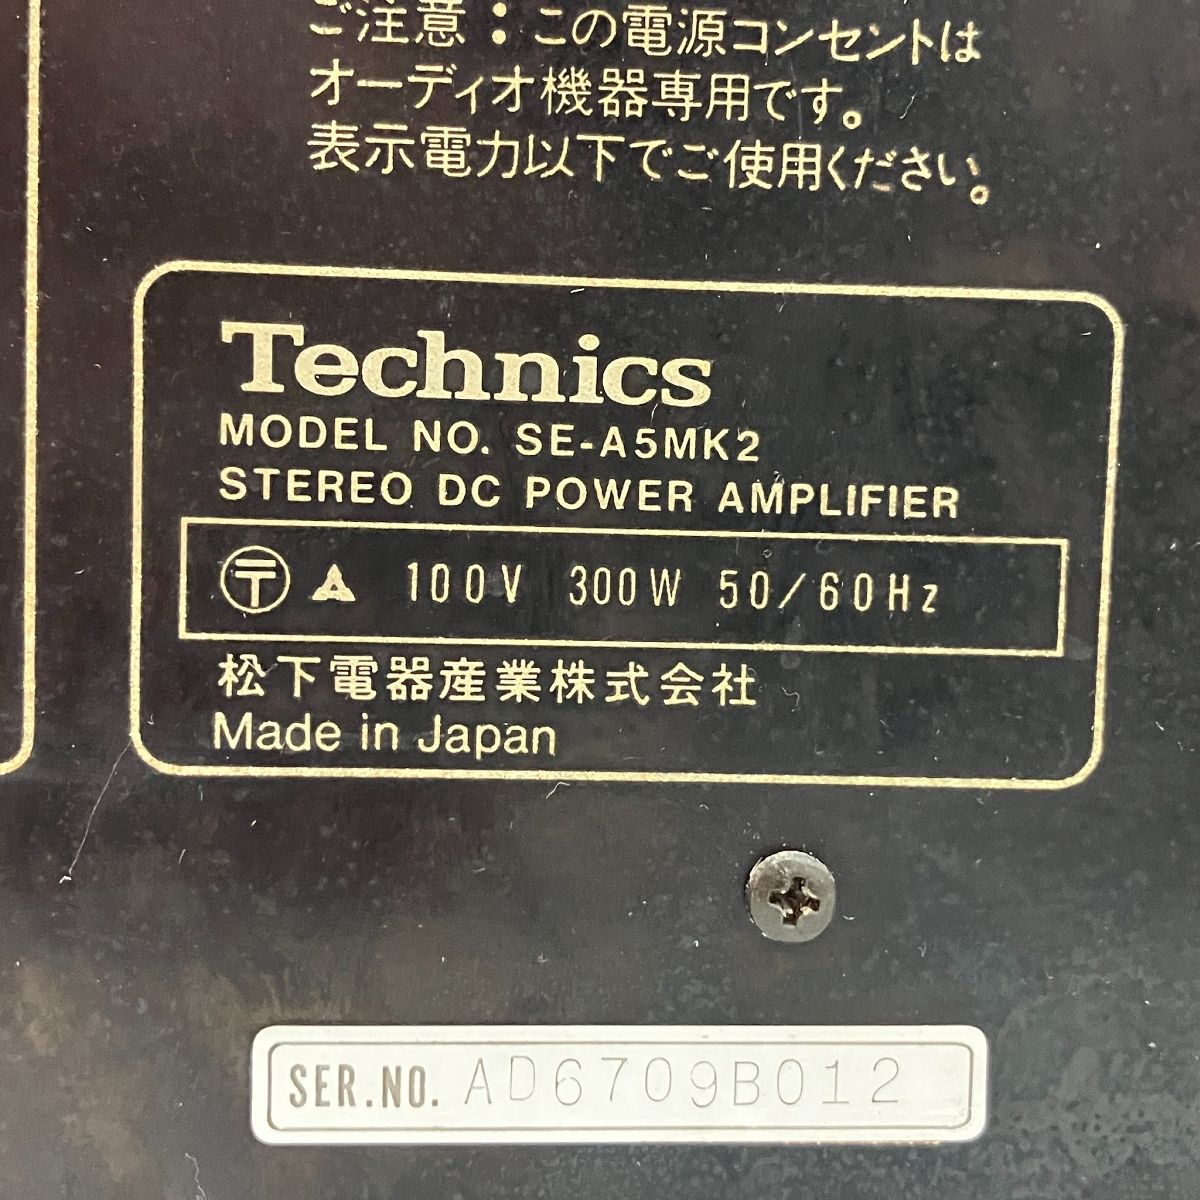 ご注意：この電源コンセントは
オーディオ機器専用です。
表示電力以下でご使用ください。
Technics
MODEL NO. SE-A5MK2
STEREO DC POWER AMPLIFIER
〶 100V 300W 50/60Hz
松下電器産業株式会社
Made in Japan
SER.NO. AD6709B012